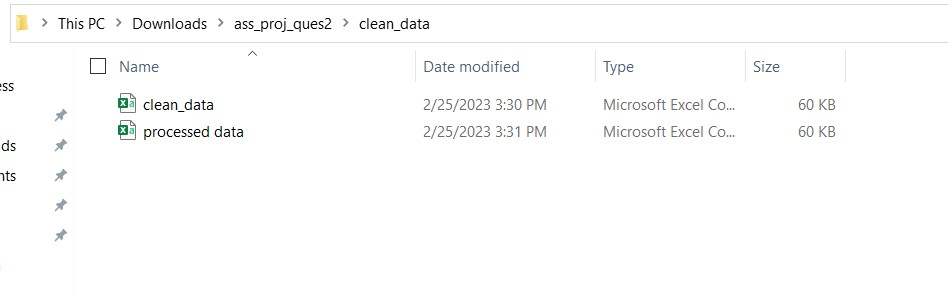 This PC > Downloads > ass_proj_ques2 > clean_data
Name Date modified Type Size
ess
clean_data 2/25/2023 3:30 PM Microsoft Excel Co... 60 KB
processed data 2/25/2023 3:31 PM Microsoft Excel Co... 60 KB
ds
nts